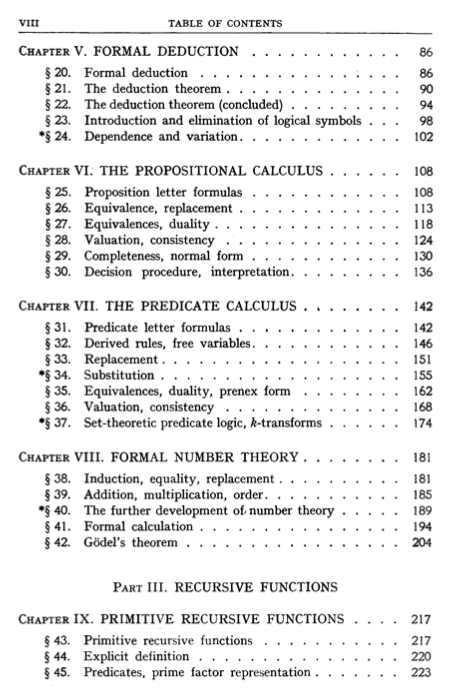 VIII TABLE OF CONTENTS
CHAPTER V. FORMAL DEDUCTION . . . . . . . . . . . . 86
§ 20. Formal deduction . . . . . . . . . . . . . . . 86
§ 21. The deduction theorem . . . . . . . . . . . . . 90
§ 22. The deduction theorem (concluded) . . . . . . . . . 94
§ 23. Introduction and elimination of logical symbols . . . 98
*§ 24. Dependence and variation. . . . . . . . . . . . . 102
CHAPTER VI. THE PROPOSITIONAL CALCULUS . . . . . . 108
§ 25. Proposition letter formulas . . . . . . . . . . . 108
§ 26. Equivalence, replacement . . . . . . . . . . . . . 113
§ 27. Equivalences, duality . . . . . . . . . . . . . . 118
§ 28. Valuation, consistency . . . . . . . . . . . . . 124
§ 29. Completeness, normal form . . . . . . . . . . . . 130
§ 30. Decision procedure, interpretation. . . . . . . . . 136
CHAPTER VII. THE PREDICATE CALCULUS . . . . . . . . 142
§ 31. Predicate letter formulas . . . . . . . . . . . . 142
§ 32. Derived rules, free variables. . . . . . . . . . . . 146
§ 33. Replacement . . . . . . . . . . . . . . . . . . 151
*§ 34. Substitution . . . . . . . . . . . . . . . . . . 155
§ 35. Equivalences, duality, prenex form . . . . . . . . 162
§ 36. Valuation, consistency . . . . . . . . . . . . . 168
*§ 37. Set-theoretic predicate logic, k-transforms . . . . . . 174
CHAPTER VIII. FORMAL NUMBER THEORY . . . . . . . . 181
§ 38. Induction, equality, replacement . . . . . . . . . . 181
§ 39. Addition, multiplication, order. . . . . . . . . . . 185
*§ 40. The further development of number theory . . . . . 189
§ 41. Formal calculation . . . . . . . . . . . . . . . 194
§ 42. Gödel's theorem . . . . . . . . . . . . . . . . 204
PART III. RECURSIVE FUNCTIONS
CHAPTER IX. PRIMITIVE RECURSIVE FUNCTIONS . . . . 217
§ 43. Primitive recursive functions . . . . . . . . . . . 217
§ 44. Explicit definition . . . . . . . . . . . . . . . 220
§ 45. Predicates, prime factor representation . . . . . . . 223